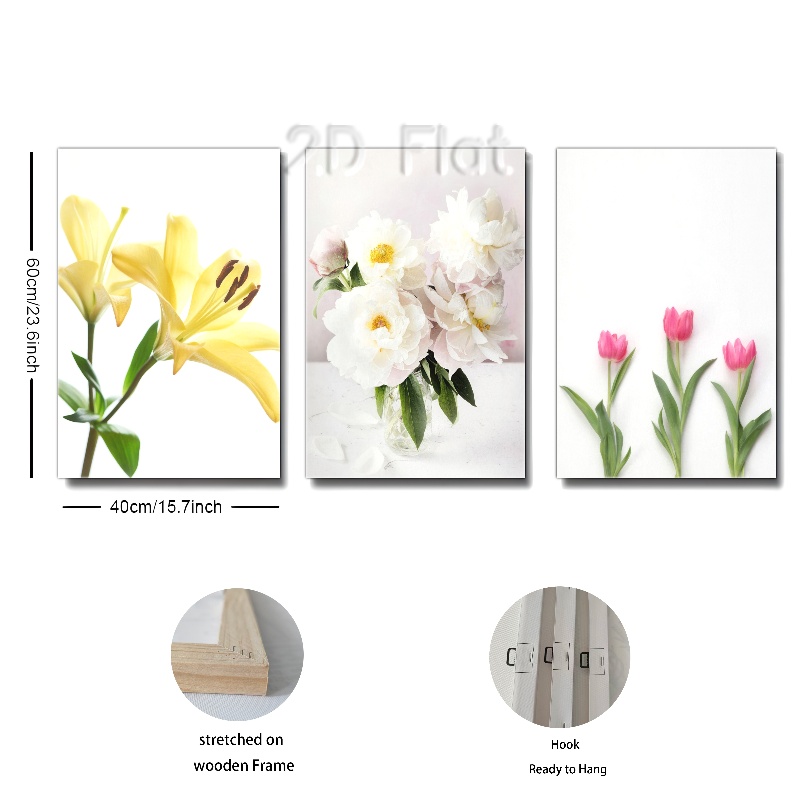 2D Flat
60cm/23.6inch
40cm/15.7inch
stretched on
wooden Frame
Hook
Ready to Hang